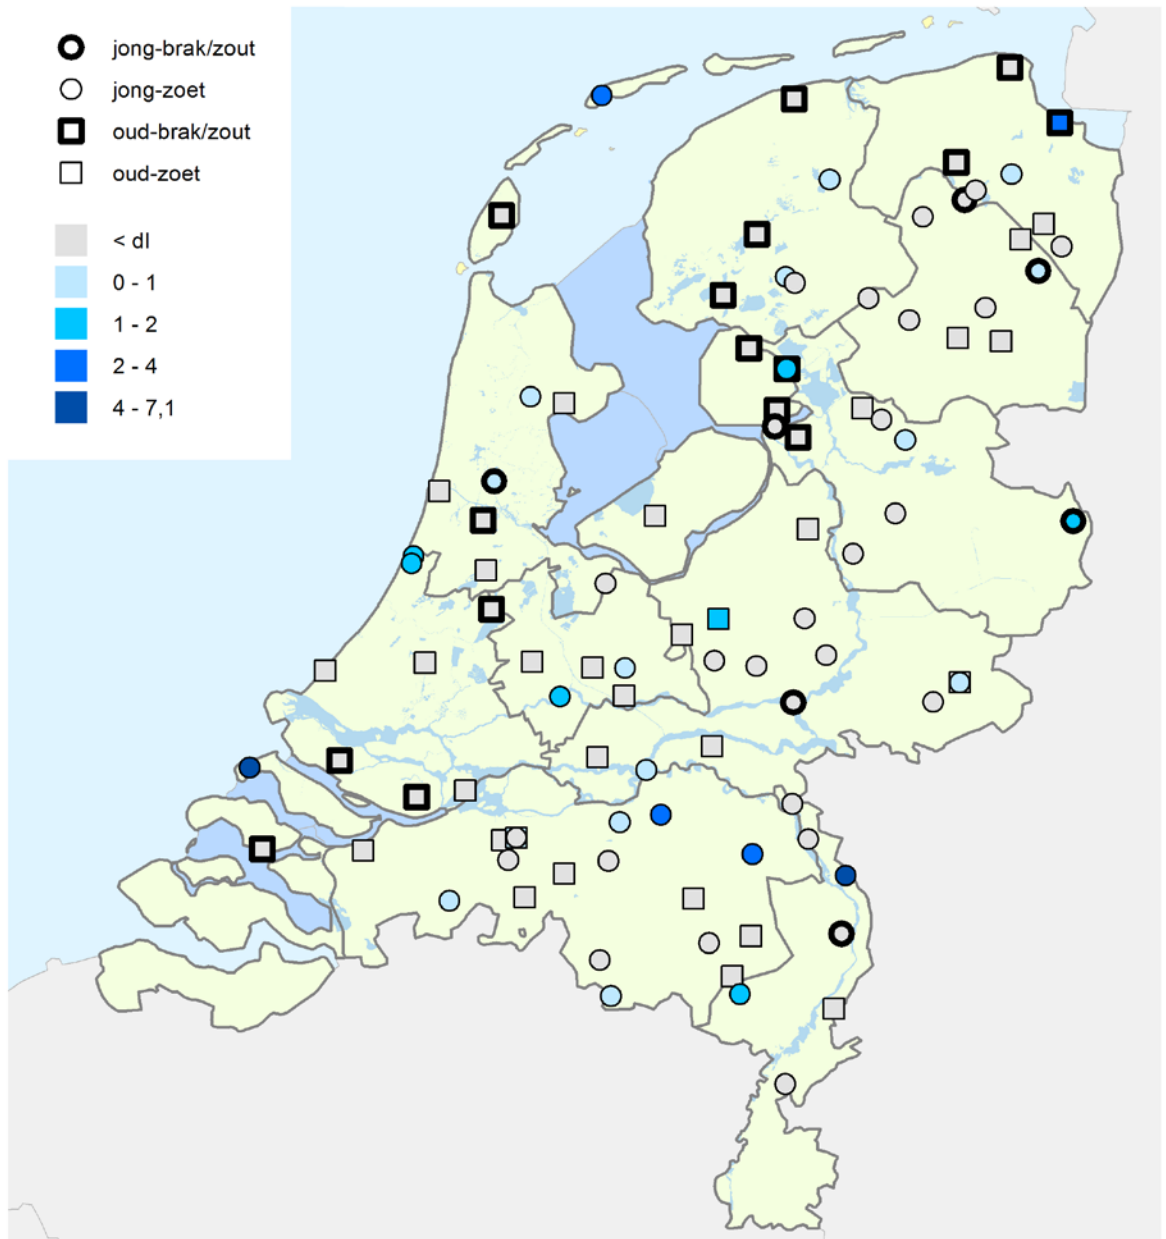 jong-brak/zout
jong-zoet
oud-brak/zout
oud-zoet
< dl
0 - 1
1 - 2
2 - 4
4 - 7,1